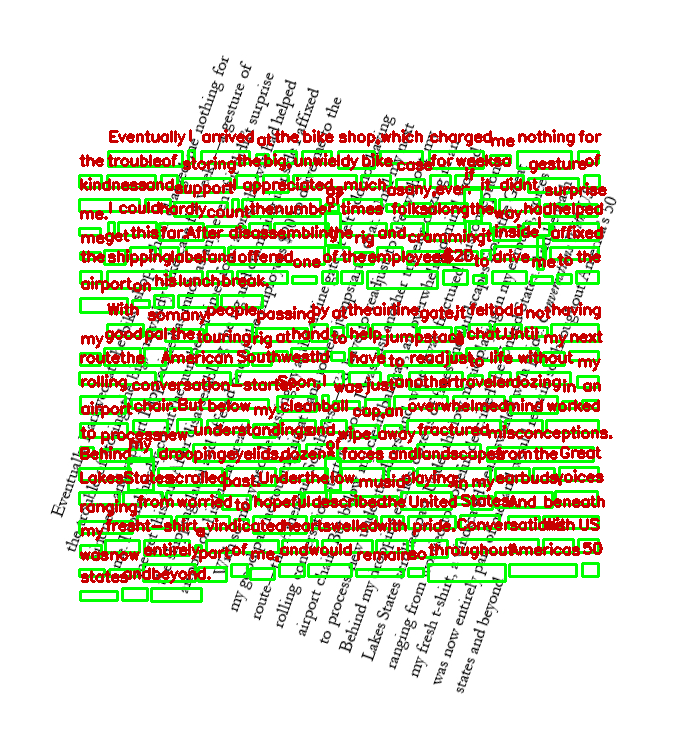 Eventually I arrived at the bike shop, which charged me nothing for
the trouble of storing the big, unwieldy bike case for weeks as a gesture of
kindness and support. I appreciated much if it didn't surprise
me. I could hardly count the number of times folks along the way had helped
me get this far. After disassembling the rig and cramming it inside, I affixed
the shipping label and offered one of the employees $20 to drive me to the
airport on his lunch break.
With so many people passing by at the airline gate, it felt odd not having
my good pal the touring rig at hand to help jumpstart a chat. Until my next
route—the American Southwest—I'd have to readjust to life without my
rolling conversation-starter. Soon, I was just another traveler dozing in an
airport chair. But below my clean ball cap, an overwhelmed mind worked
to process new understandings and wipe away fractured misconceptions.
Behind my drooping eyelids, dozens of faces and landscapes from the Great
Lakes States scrolled past. Under the low music playing in my earbuds, voices
ranging from worried to hopeful described the United States. And beneath
my fresh t-shirt, a vindicated heart swelled with pride. Conversations with US
was now entirely part of me and would remain so throughout Americas 50
states and beyond.